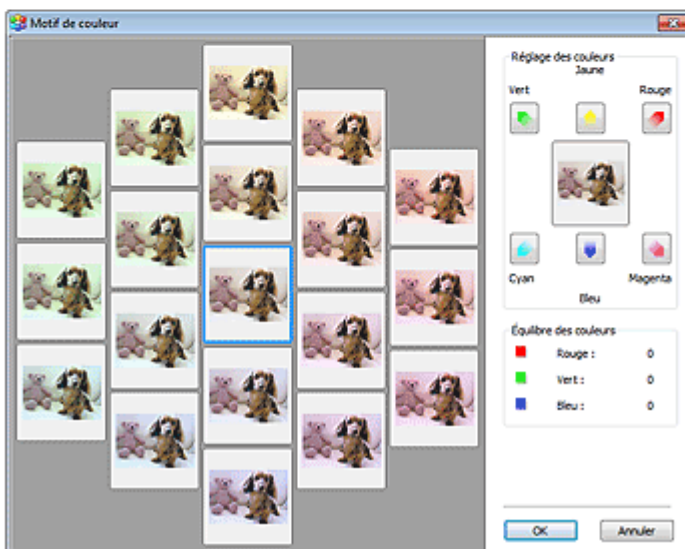 Motif de couleur
Réglage des couleurs
Jaune
Vert
Rouge
Cyan
Magenta
Bleu
Équilibre des couleurs
Rouge : 0
Vert : 0
Bleu : 0
OK
Annuler